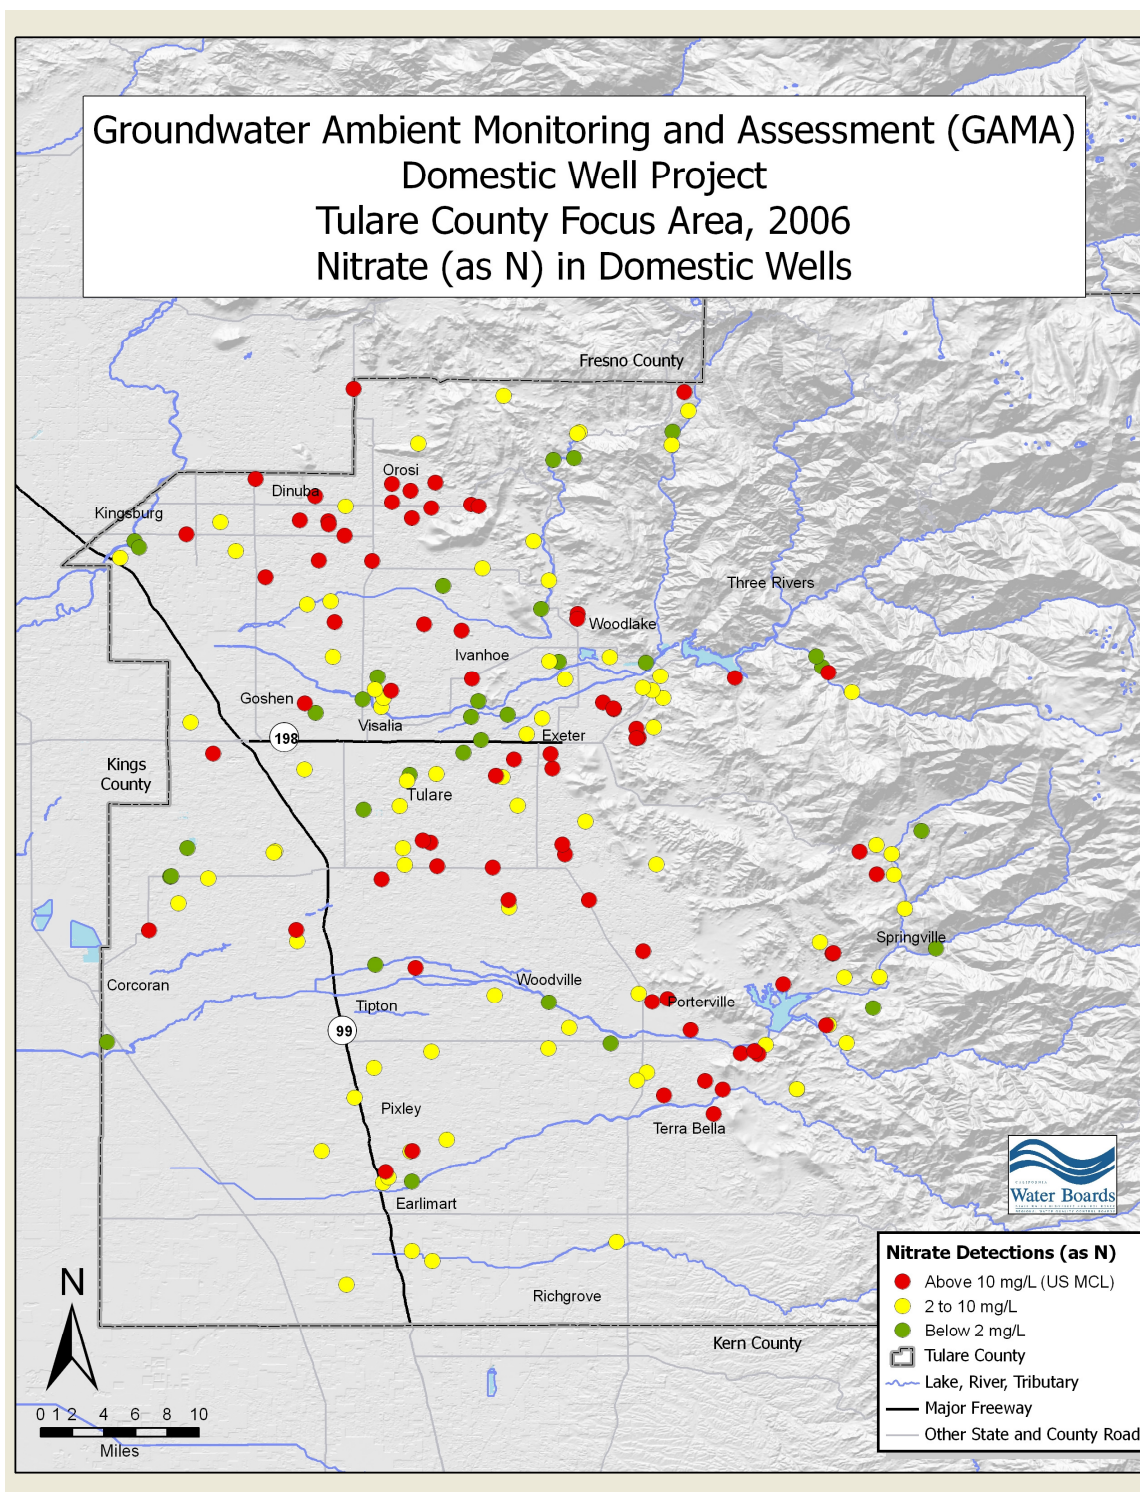 Groundwater Ambient Monitoring and Assessment (GAMA)
Domestic Well Project
Tulare County Focus Area, 2006
Nitrate (as N) in Domestic Wells
Fresno County
Orosi
Dinuba
Kingsburg
Three Rivers
Woodlake
Ivanhoe
Goshen
Visalia
198
Exeter
Kings
County
Tulare
Springville
Corcoran
Woodville
Tipton
Porterville
99
Pixley
Terra Bella
Earlimart
CALIFORNIA
Water Boards
Richgrove
Kern County
N
0 1 2 4 6 8 10
Miles
Nitrate Detections (as N)
Above 10 mg/L (US MCL)
2 to 10 mg/L
Below 2 mg/L
Tulare County
Lake, River, Tributary
Major Freeway
Other State and County Road